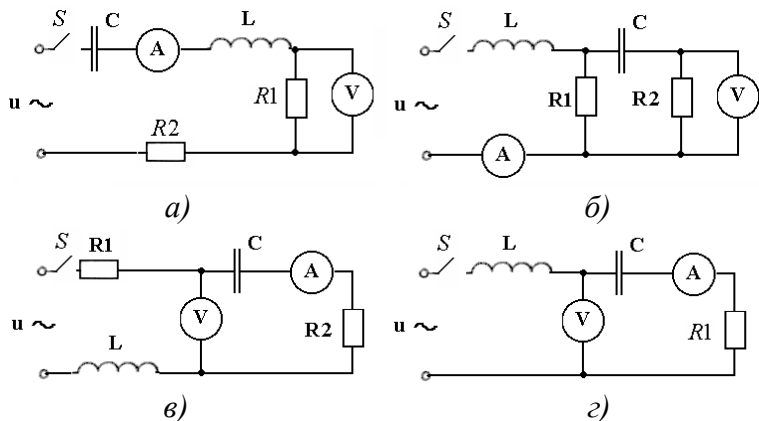 S C L
A
u ~ R1 V
R2
а)
S L C
u ~ R1 R2 V
A
б)
S R1 C
A
u ~ V R2
L
в)
S L C
A
u ~ V R1
г)